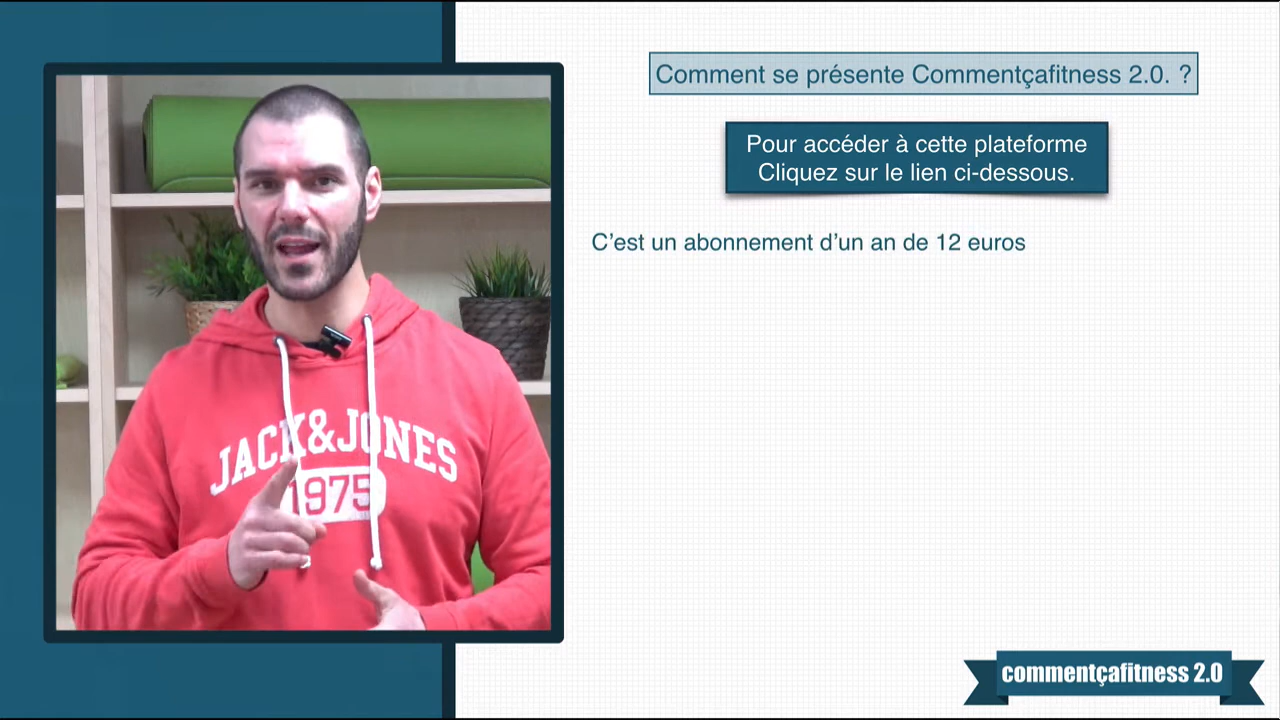 Comment se présente Commentçafitness 2.0. ?
Pour accéder à cette plateforme
Cliquez sur le lien ci-dessous.
C’est un abonnement d’un an de 12 euros
JACK&JONES
1975
commentçafitness 2.0